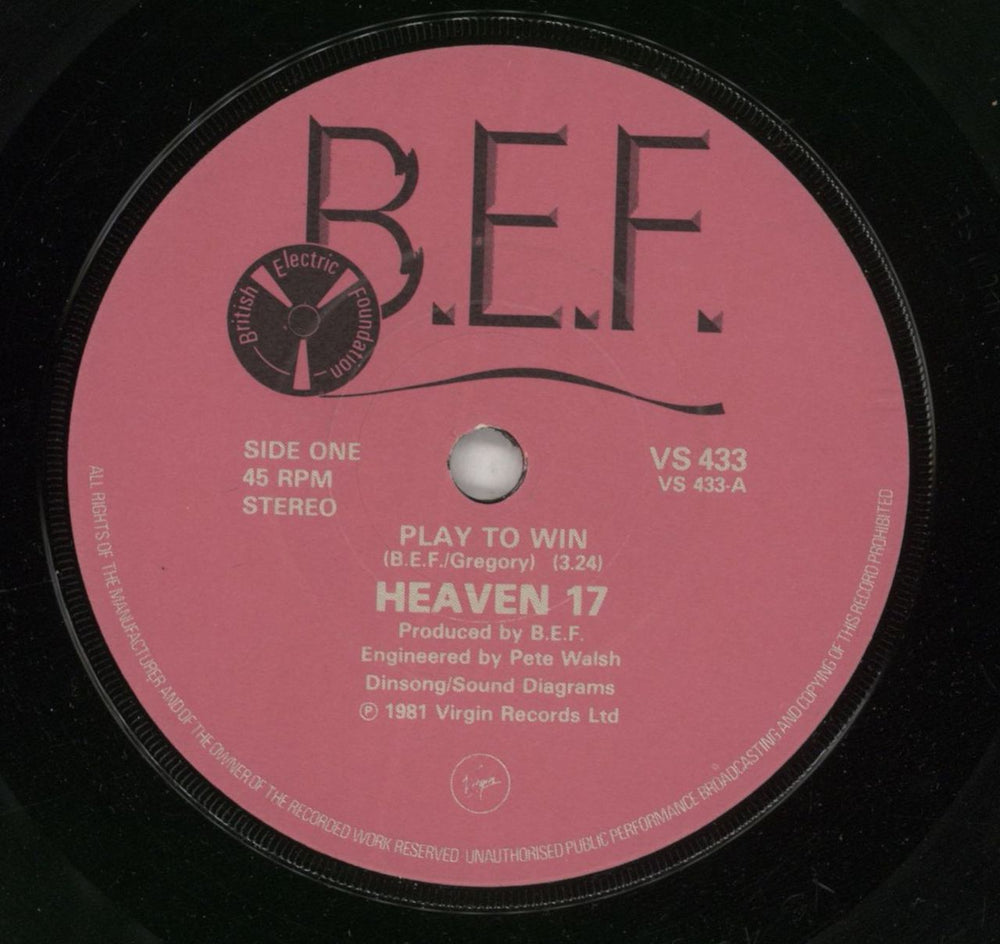 B.E.F.
British Electric Foundation
SIDE ONE
45 RPM
STEREO
VS 433
VS 433-A
PLAY TO WIN
(B.E.F./Gregory) (3.24)
HEAVEN 17
Produced by B.E.F.
Engineered by Pete Walsh
Dinsong/Sound Diagrams
℗ 1981 Virgin Records Ltd
Virgin
ALL RIGHTS OF THE MANUFACTURER AND OF THE OWNER OF THE RECORDED WORK RESERVED UNAUTHORISED PUBLIC PERFORMANCE BROADCASTING AND COPYING OF THIS RECORD PROHIBITED